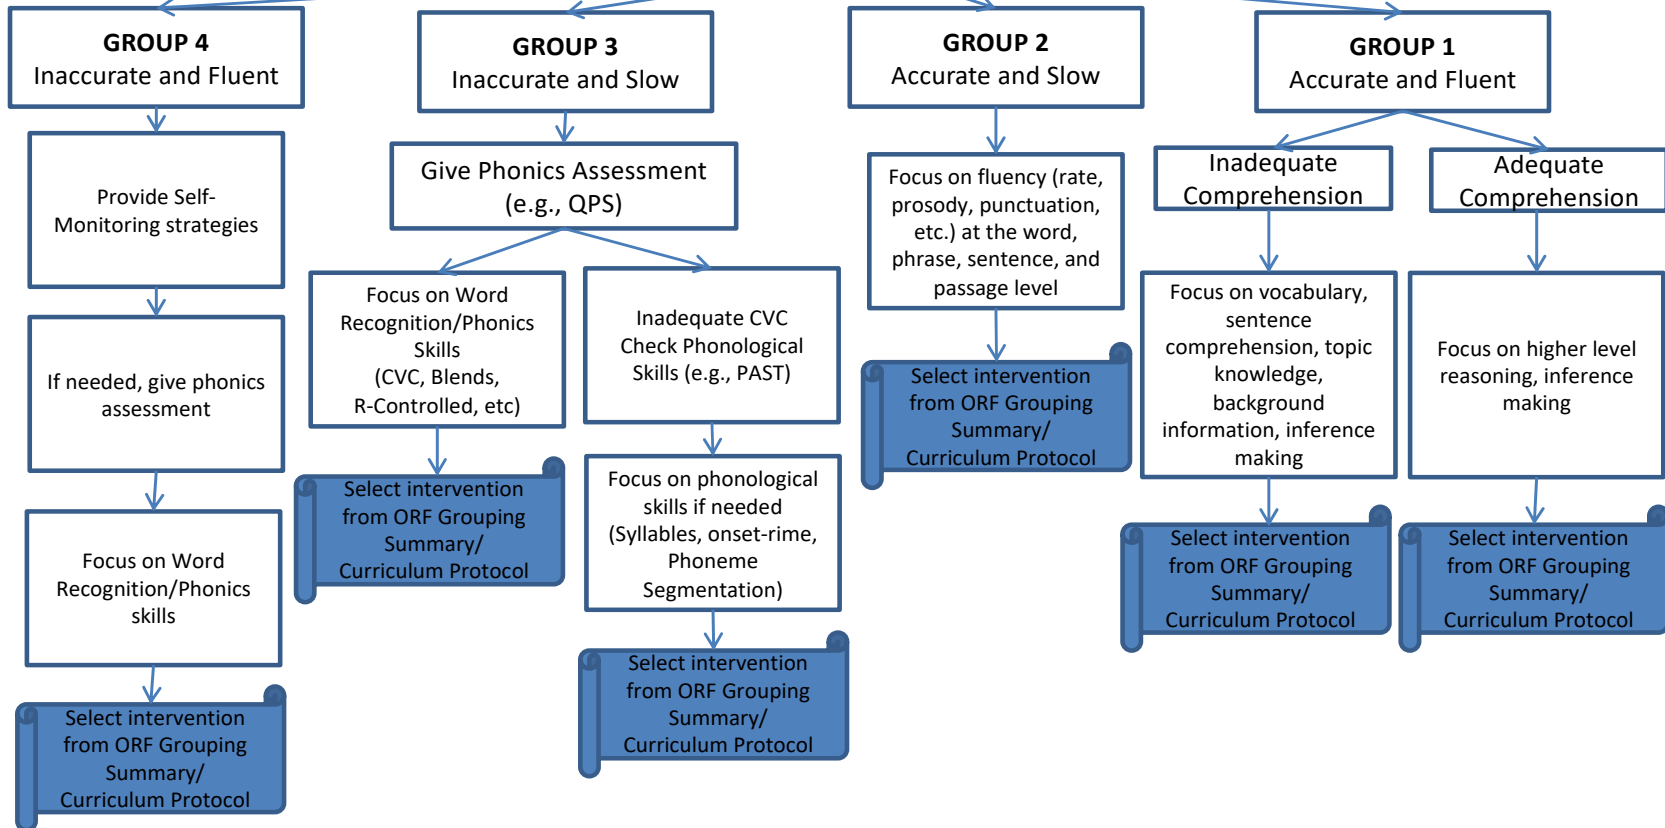 GROUP 4
Inaccurate and Fluent
Provide Self-
Monitoring strategies
If needed, give phonics
assessment
Focus on Word
Recognition/Phonics
skills
Select intervention
from ORF Grouping
Summary/
Curriculum Protocol
GROUP 3
Inaccurate and Slow
Give Phonics Assessment
(e.g., QPS)
Focus on Word
Recognition/Phonics
Skills
(CVC, Blends,
R-Controlled, etc)
Select intervention
from ORF Grouping
Summary/
Curriculum Protocol
Inadequate CVC
Check Phonological
Skills (e.g., PAST)
Focus on phonological
skills if needed
(Syllables, onset-rime,
Phoneme
Segmentation)
Select intervention
from ORF Grouping
Summary/
Curriculum Protocol
GROUP 2
Accurate and Slow
Focus on fluency (rate,
prosody, punctuation,
etc.) at the word,
phrase, sentence, and
passage level
Select intervention
from ORF Grouping
Summary/
Curriculum Protocol
GROUP 1
Accurate and Fluent
Inadequate
Comprehension
Focus on vocabulary,
sentence
comprehension, topic
knowledge,
background
information, inference
making
Select intervention
from ORF Grouping
Summary/
Curriculum Protocol
Adequate
Comprehension
Focus on higher level
reasoning, inference
making
Select intervention
from ORF Grouping
Summary/
Curriculum Protocol